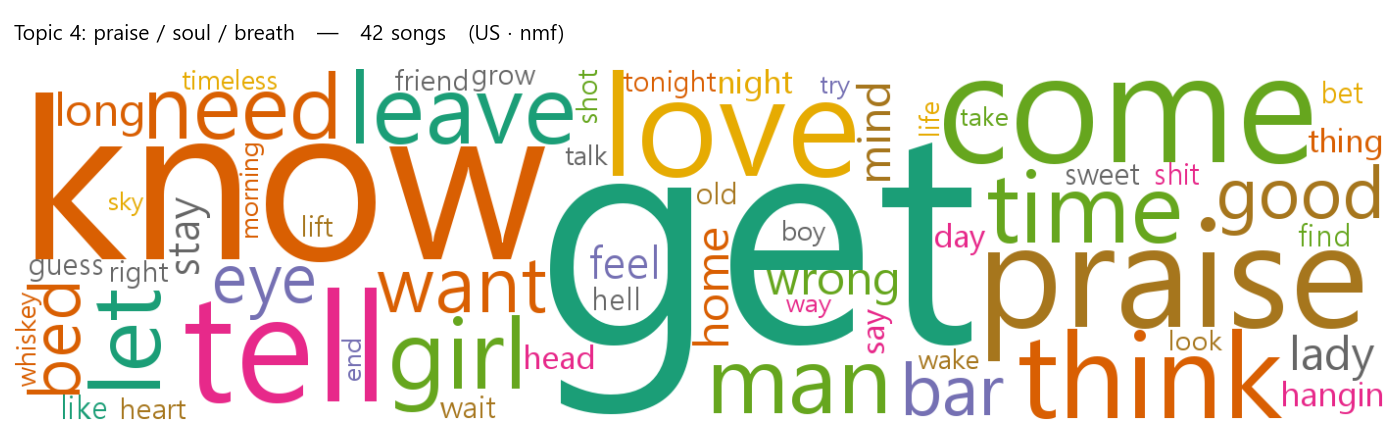 Topic 4: praise / soul / breath — 42 songs (US · nmf)
timeless
friend
grow
shot
tonight
night
try
mind
life
take
come
bet
long
need
leave
love
thing
know
morning
talk
sky
lift
stay
get
old
boy
day
time
sweet
shit
good
find
guess
right
eye
want
feel
hell
home
wrong
way
say
praise
whiskey
bed
let
tell
end
girl
head
man
wake
bar
think
look
lady
hangin
like
heart
wait